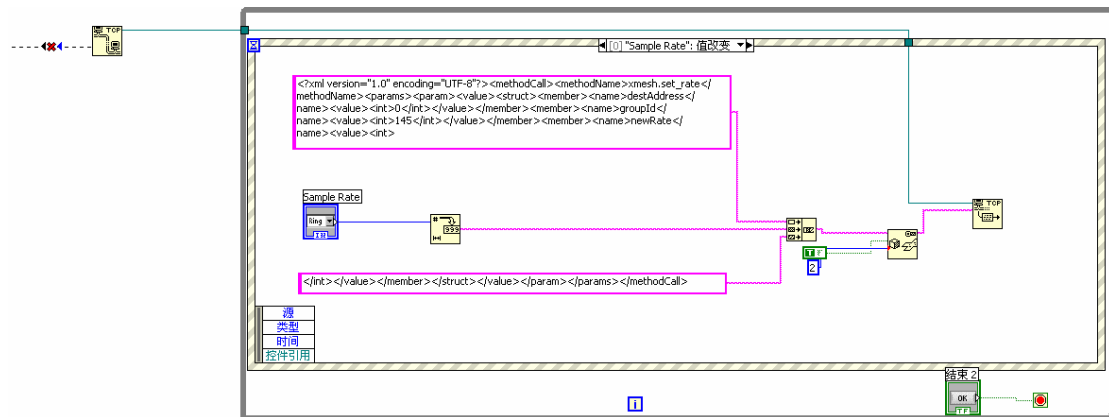 TCP
[0] "Sample Rate": 值改变
<?xml version="1.0" encoding="UTF-8"?><methodCall><methodName>xmesh.set_rate</
methodName><params><param><value><struct><member><name>destAddress</
name><value><int>0</int></value></member><member><name>groupId</
name><value><int>145</int></value></member><member><name>newRate</
name><value><int>
Sample Rate
Ring
TCP
T F
2
</int></value></member></struct></value></param></params></methodCall>
源
类型
时间
控件引用
结束 2
OK
TF
i